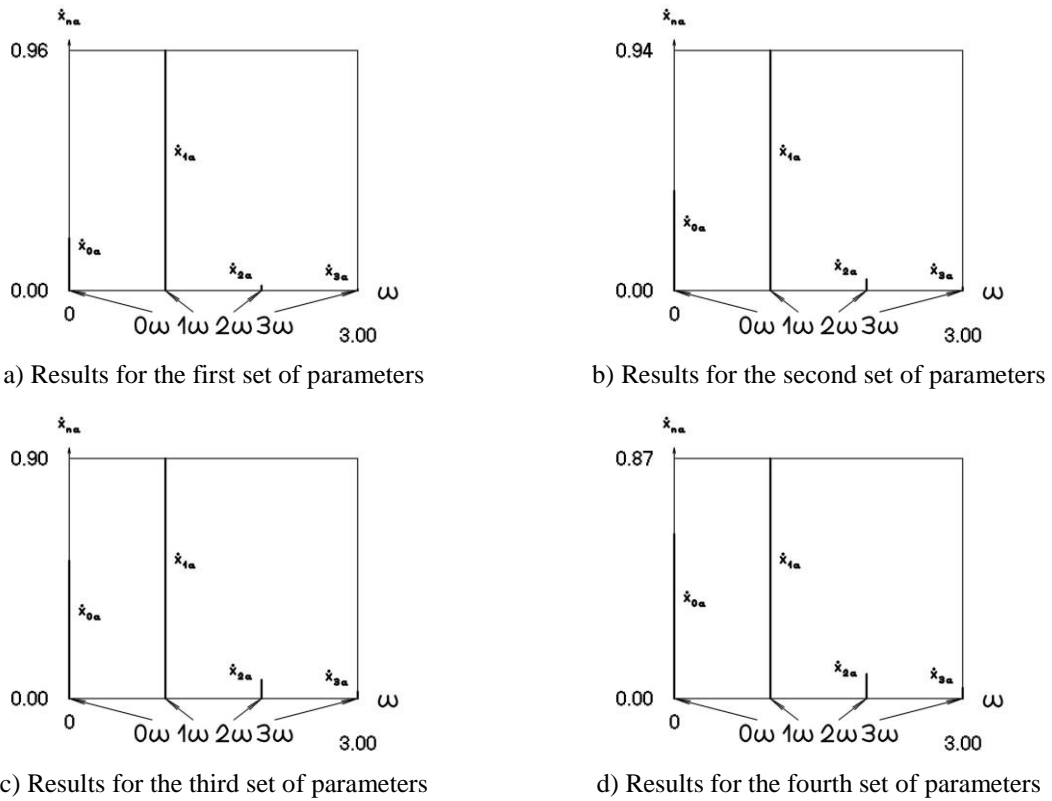 ẋₙₐ
0.96
ẋ₁ₐ
ẋ₀ₐ
ẋ₂ₐ
ẋ₃ₐ
0.00
ω
0
0ω 1ω 2ω 3ω
3.00
a) Results for the first set of parameters
ẋₙₐ
0.94
ẋ₁ₐ
ẋ₀ₐ
ẋ₂ₐ
ẋ₃ₐ
0.00
ω
0
0ω 1ω 2ω 3ω
3.00
b) Results for the second set of parameters
ẋₙₐ
0.90
ẋ₁ₐ
ẋ₀ₐ
ẋ₂ₐ
ẋ₃ₐ
0.00
ω
0
0ω 1ω 2ω 3ω
3.00
c) Results for the third set of parameters
ẋₙₐ
0.87
ẋ₁ₐ
ẋ₀ₐ
ẋ₂ₐ
ẋ₃ₐ
0.00
ω
0
0ω 1ω 2ω 3ω
3.00
d) Results for the fourth set of parameters